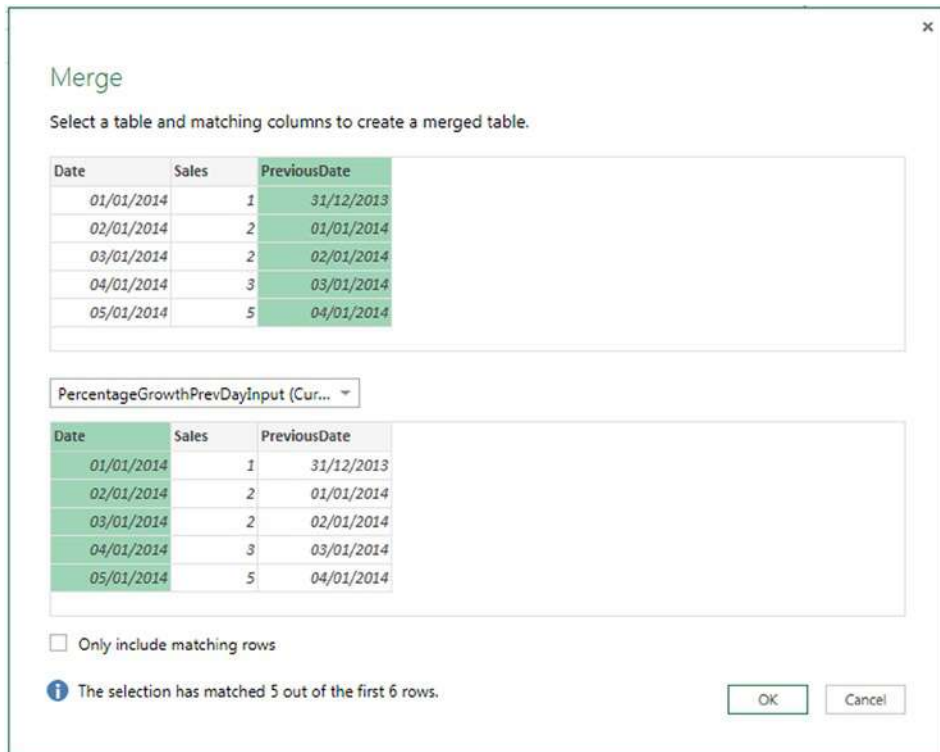 Merge
Select a table and matching columns to create a merged table.
Date Sales PreviousDate
01/01/2014 1 31/12/2013
02/01/2014 2 01/01/2014
03/01/2014 2 02/01/2014
04/01/2014 3 03/01/2014
05/01/2014 5 04/01/2014
PercentageGrowthPrevDayInput (Cur...
Date Sales PreviousDate
01/01/2014 1 31/12/2013
02/01/2014 2 01/01/2014
03/01/2014 2 02/01/2014
04/01/2014 3 03/01/2014
05/01/2014 5 04/01/2014
Only include matching rows
The selection has matched 5 out of the first 6 rows.
OK Cancel